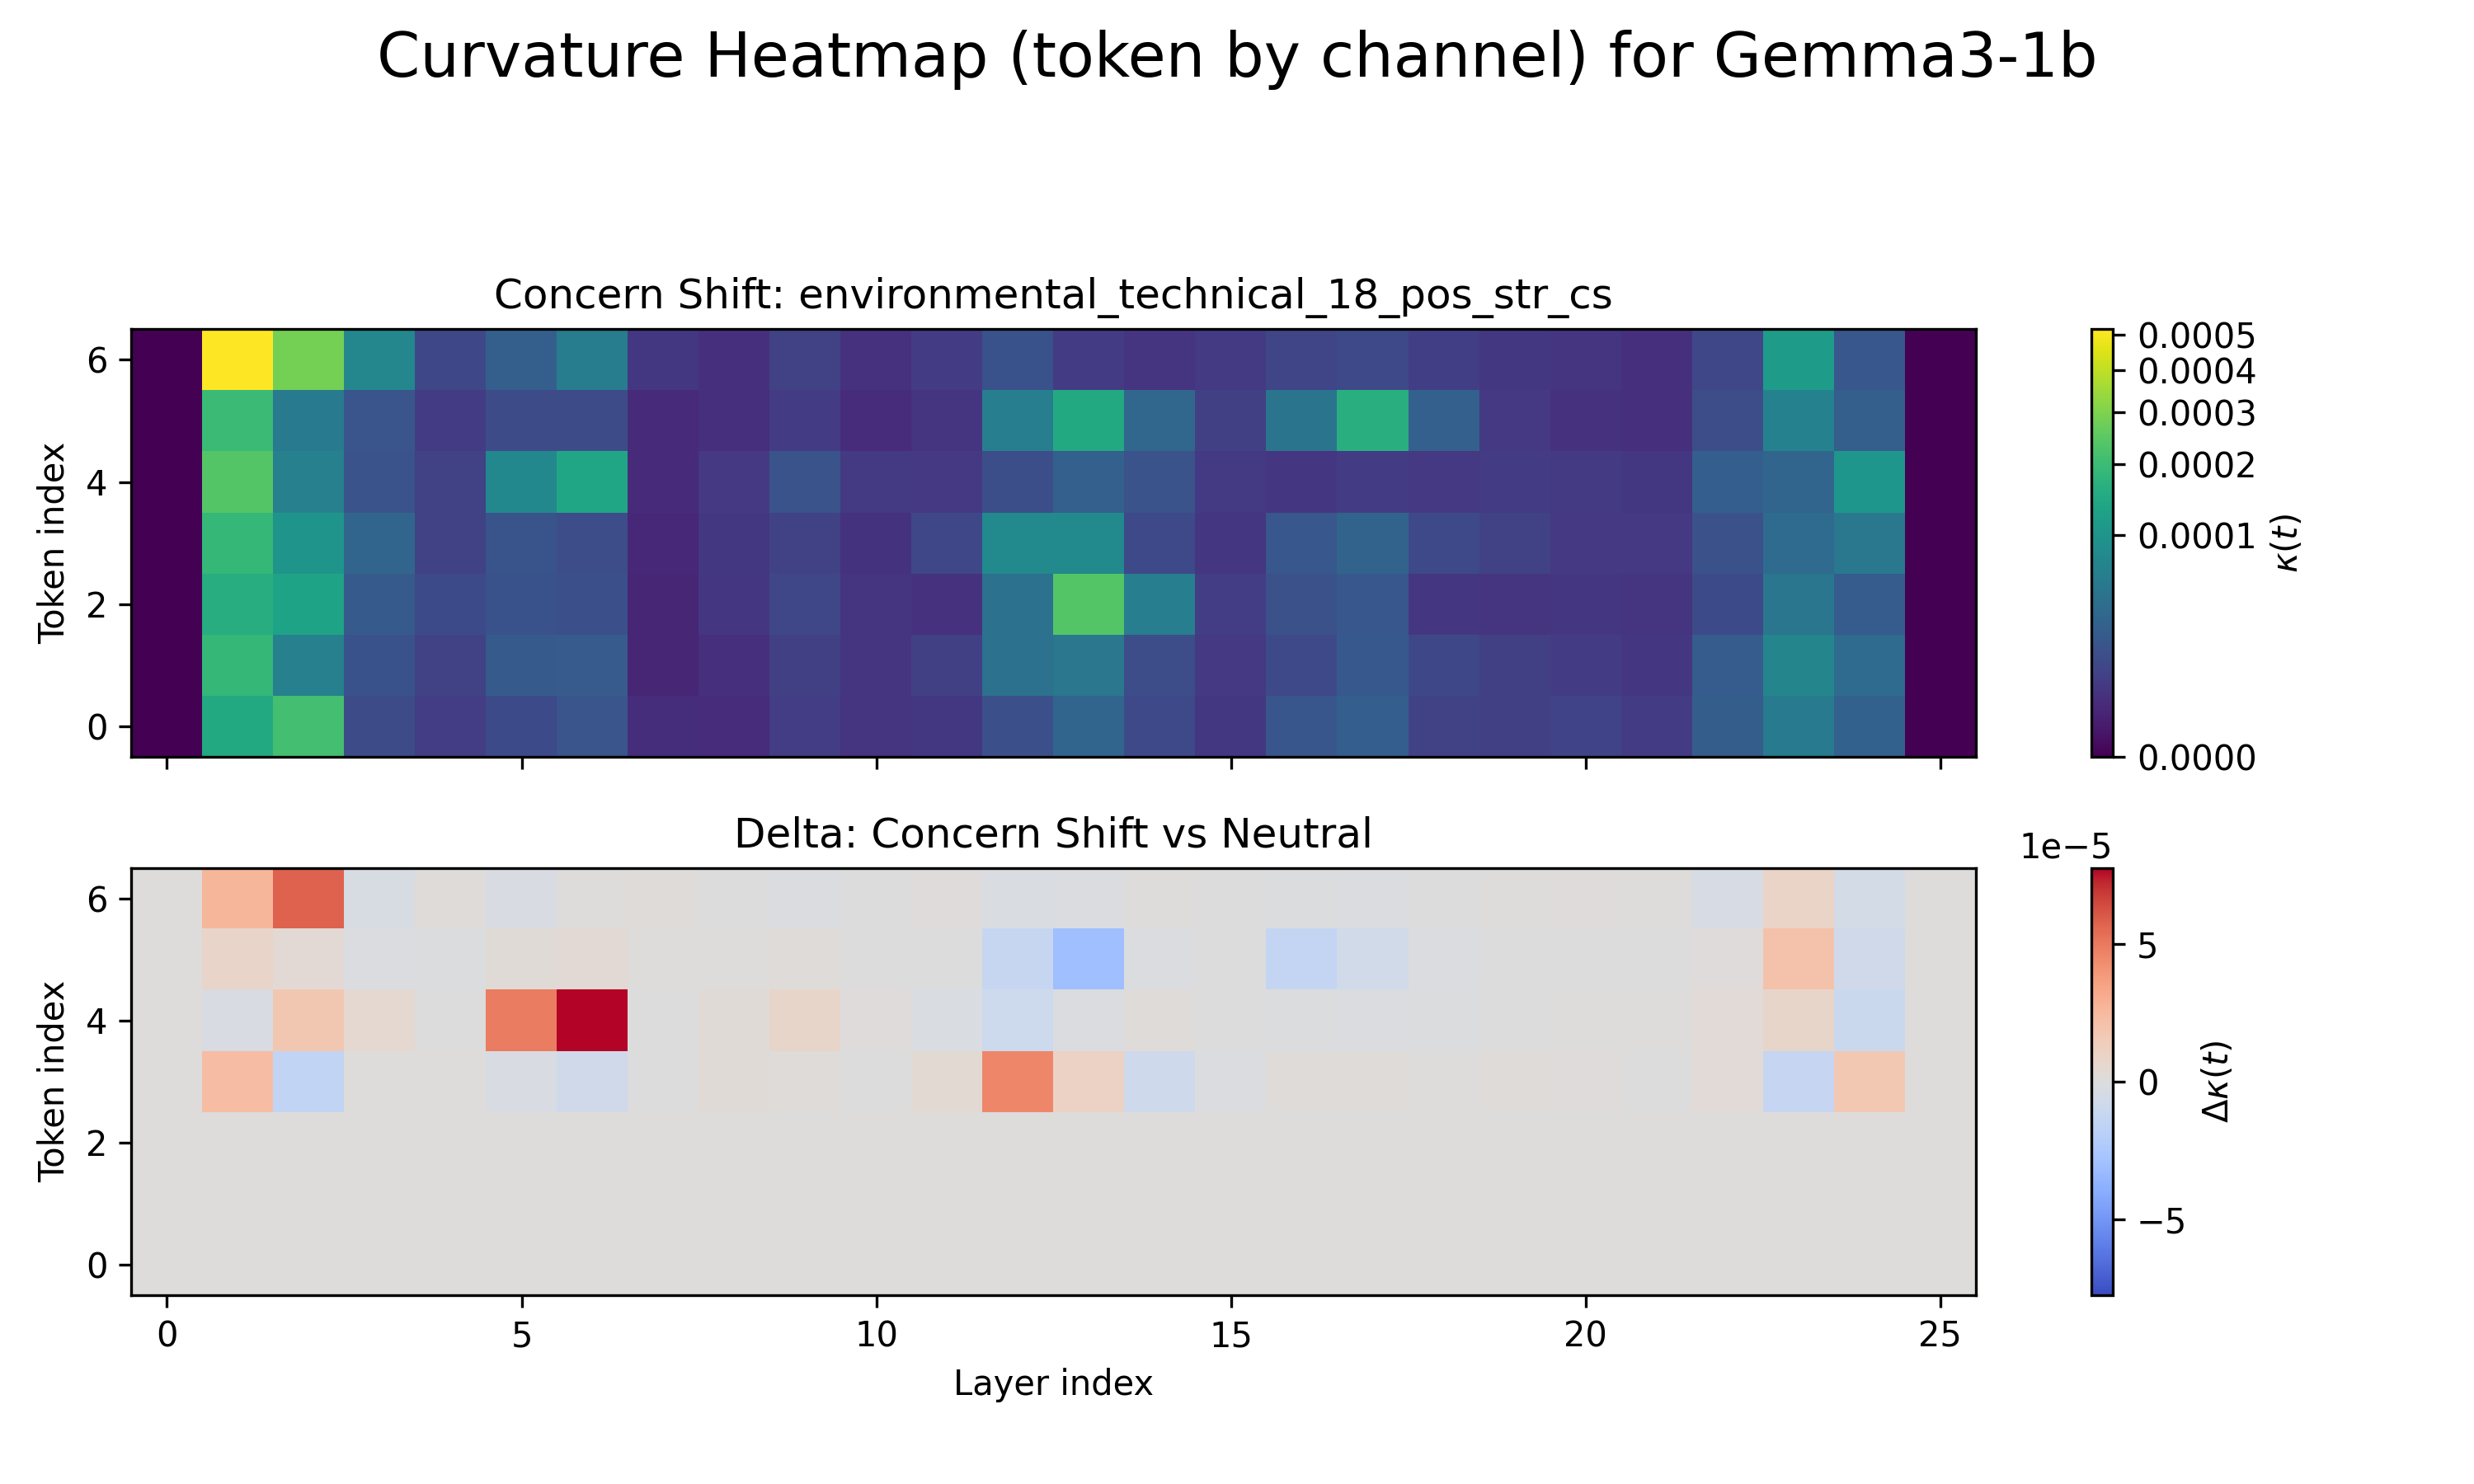 Curvature Heatmap (token by channel) for Gemma3-1b
Concern Shift: environmental_technical_18_pos_str_cs
Token index
6
4
2
0
0.0005
0.0004
0.0003
0.0002
0.0001
0.0000
κ(t)
Delta: Concern Shift vs Neutral
Token index
6
4
2
0
0
5
10
15
20
25
Layer index
1e−5
5
0
−5
Δκ(t)